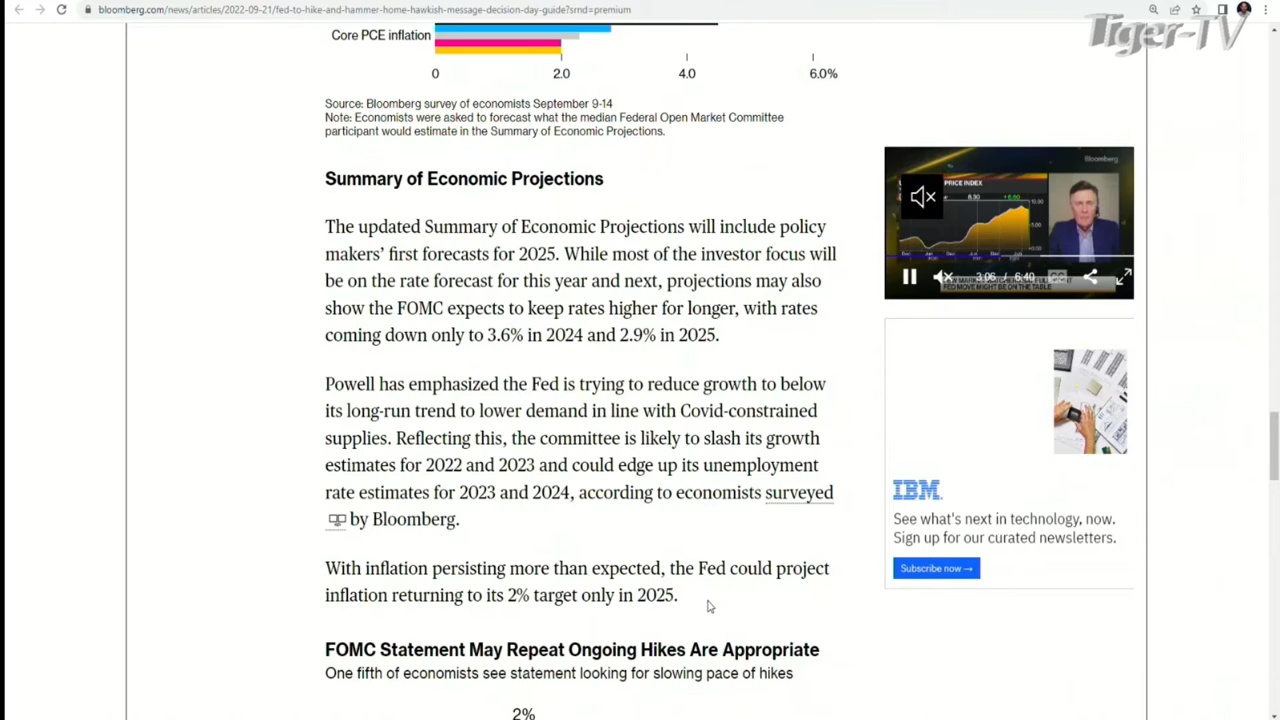 bloomberg.com/news/articles/2022-09-21/fed-to-hike-and-hammer-home-hawkish-message-decision-day-guide?srnd=premium
Tiger-TV
Core PCE inflation
0 2.0 4.0 6.0%
Source: Bloomberg survey of economists September 9-14
Note: Economists were asked to forecast what the median Federal Open Market Committee
participant would estimate in the Summary of Economic Projections.
Summary of Economic Projections
The updated Summary of Economic Projections will include policy
makers' first forecasts for 2025. While most of the investor focus will
be on the rate forecast for this year and next, projections may also
show the FOMC expects to keep rates higher for longer, with rates
coming down only to 3.6% in 2024 and 2.9% in 2025.
Powell has emphasized the Fed is trying to reduce growth to below
its long-run trend to lower demand in line with Covid-constrained
supplies. Reflecting this, the committee is likely to slash its growth
estimates for 2022 and 2023 and could edge up its unemployment
rate estimates for 2023 and 2024, according to economists surveyed
by Bloomberg.
With inflation persisting more than expected, the Fed could project
inflation returning to its 2% target only in 2025.
FOMC Statement May Repeat Ongoing Hikes Are Appropriate
One fifth of economists see statement looking for slowing pace of hikes
2%
Bloomberg
PRICE INDEX
3:06 / 6:40
FED MOVE MIGHT BE ON THE TABLE
IBM
See what's next in technology, now.
Sign up for our curated newsletters.
Subscribe now →